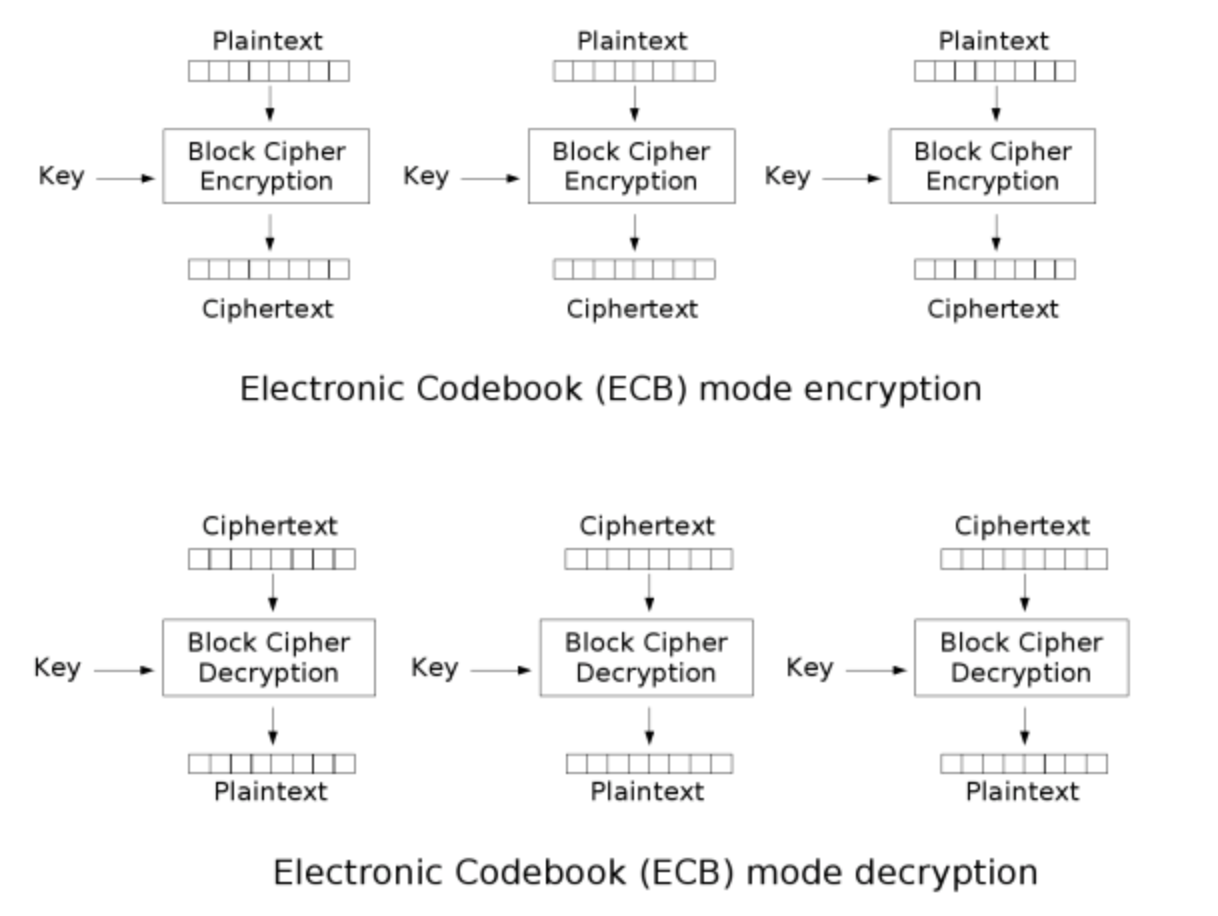 Plaintext
Plaintext
Plaintext
Key
Block Cipher
Encryption
Key
Block Cipher
Encryption
Key
Block Cipher
Encryption
Ciphertext
Ciphertext
Ciphertext
Electronic Codebook (ECB) mode encryption
Ciphertext
Ciphertext
Ciphertext
Key
Block Cipher
Decryption
Key
Block Cipher
Decryption
Key
Block Cipher
Decryption
Plaintext
Plaintext
Plaintext
Electronic Codebook (ECB) mode decryption